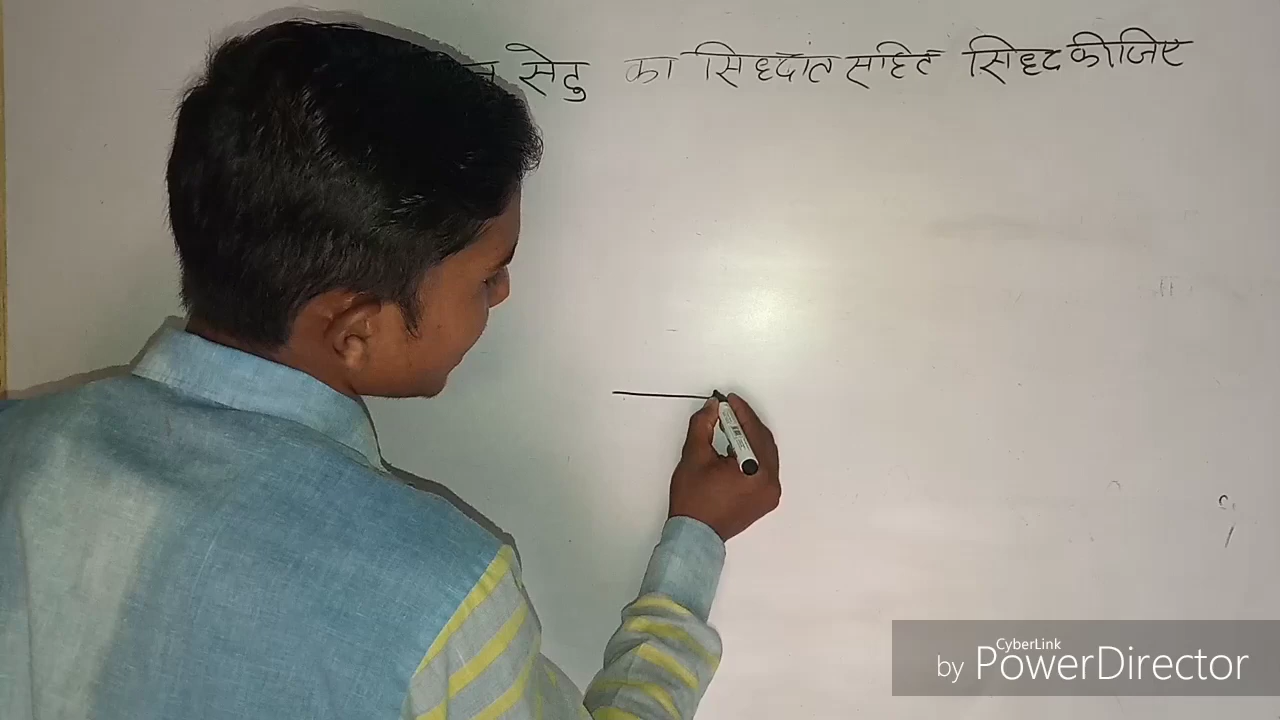 सेतु का सिध्दांत सहित सिध्द कीजिए
CyberLink
by PowerDirector